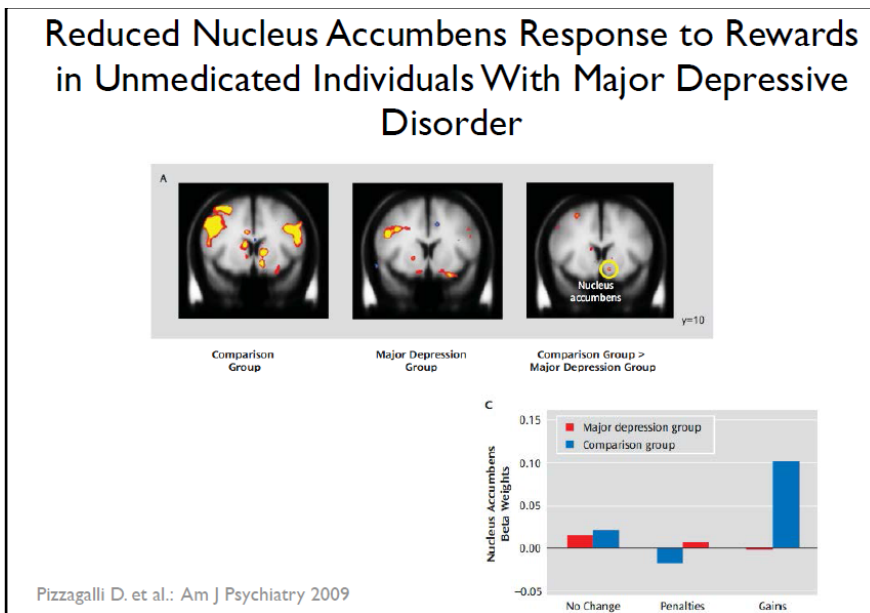 Reduced Nucleus Accumbens Response to Rewards
in Unmedicated Individuals With Major Depressive
Disorder
A
Nucleus
accumbens
y=10
Comparison
Group
Major Depression
Group
Comparison Group >
Major Depression Group
C
Nucleus Accumbens
Beta Weights
0.15
0.10
0.05
0.00
−0.05
Major depression group
Comparison group
No Change
Penalties
Gains
Pizzagalli D. et al.: Am J Psychiatry 2009